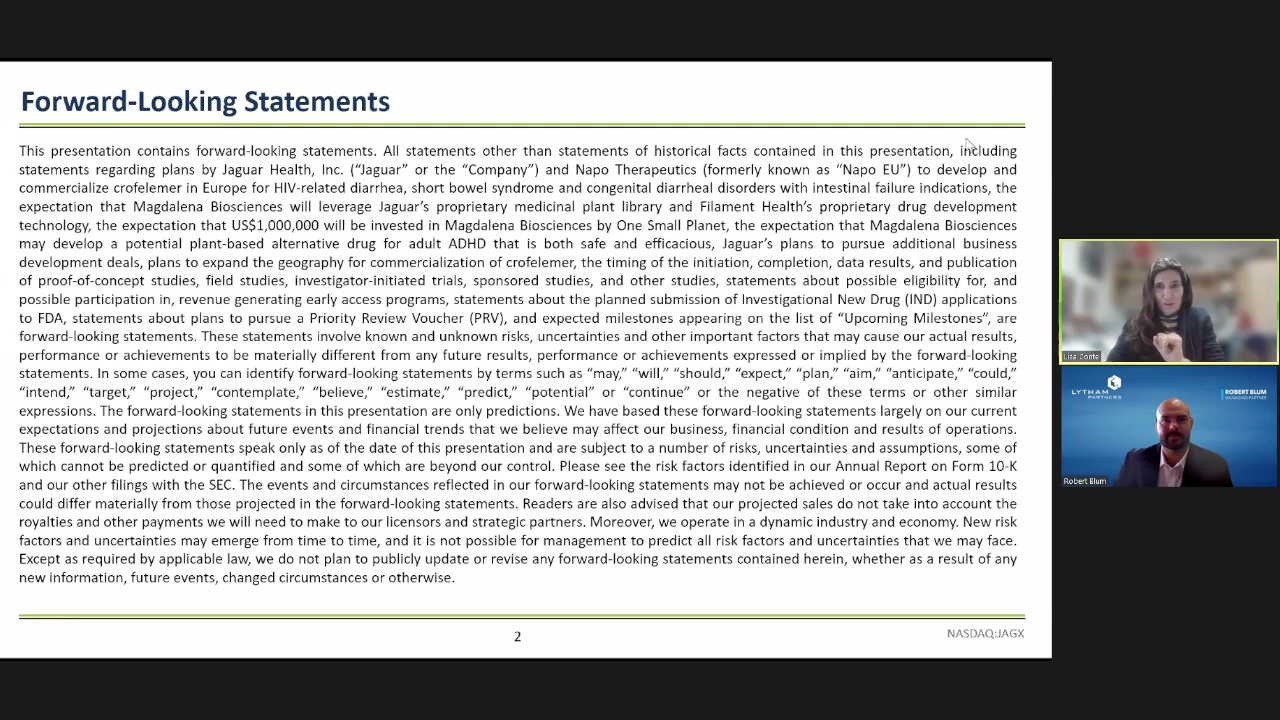 Forward-Looking Statements
This presentation contains forward-looking statements. All statements other than statements of historical facts contained in this presentation, including
statements regarding plans by Jaguar Health, Inc. (“Jaguar” or the “Company”) and Napo Therapeutics (formerly known as “Napo EU”) to develop and
commercialize crofelemer in Europe for HIV-related diarrhea, short bowel syndrome and congenital diarrheal disorders with intestinal failure indications, the
expectation that Magdalena Biosciences will leverage Jaguar’s proprietary medicinal plant library and Filament Health’s proprietary drug development
technology, the expectation that US$1,000,000 will be invested in Magdalena Biosciences by One Small Planet, the expectation that Magdalena Biosciences
may develop a potential plant-based alternative drug for adult ADHD that is both safe and efficacious, Jaguar’s plans to pursue additional business
development deals, plans to expand the geography for commercialization of crofelemer, the timing of the initiation, completion, data results, and publication
of proof-of-concept studies, field studies, investigator-initiated trials, sponsored studies, and other studies, statements about possible eligibility for, and
possible participation in, revenue generating early access programs, statements about the planned submission of Investigational New Drug (IND) applications
to FDA, statements about plans to pursue a Priority Review Voucher (PRV), and expected milestones appearing on the list of “Upcoming Milestones”, are
forward-looking statements. These statements involve known and unknown risks, uncertainties and other important factors that may cause our actual results,
performance or achievements to be materially different from any future results, performance or achievements expressed or implied by the forward-looking
statements. In some cases, you can identify forward-looking statements by terms such as “may,” “will,” “should,” “expect,” “plan,” “aim,” “anticipate,” “could,”
“intend,” “target,” “project,” “contemplate,” “believe,” “estimate,” “predict,” “potential” or “continue” or the negative of these terms or other similar
expressions. The forward-looking statements in this presentation are only predictions. We have based these forward-looking statements largely on our current
expectations and projections about future events and financial trends that we believe may affect our business, financial condition and results of operations.
These forward-looking statements speak only as of the date of this presentation and are subject to a number of risks, uncertainties and assumptions, some of
which cannot be predicted or quantified and some of which are beyond our control. Please see the risk factors identified in our Annual Report on Form 10-K
and our other filings with the SEC. The events and circumstances reflected in our forward-looking statements may not be achieved or occur and actual results
could differ materially from those projected in the forward-looking statements. Readers are also advised that our projected sales do not take into account the
royalties and other payments we will need to make to our licensors and strategic partners. Moreover, we operate in a dynamic industry and economy. New risk
factors and uncertainties may emerge from time to time, and it is not possible for management to predict all risk factors and uncertainties that we may face.
Except as required by applicable law, we do not plan to publicly update or revise any forward-looking statements contained herein, whether as a result of any
new information, future events, changed circumstances or otherwise.
2
NASDAQ:JAGX
Lisa Conte
LYTHAM
PARTNERS
ROBERT BLUM
MANAGING PARTNER
Robert Blum